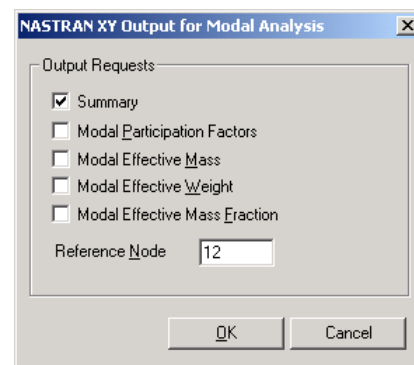 NASTRAN XY Output for Modal Analysis
Output Requests
Summary
Modal Participation Factors
Modal Effective Mass
Modal Effective Weight
Modal Effective Mass Fraction
Reference Node 12
OK Cancel